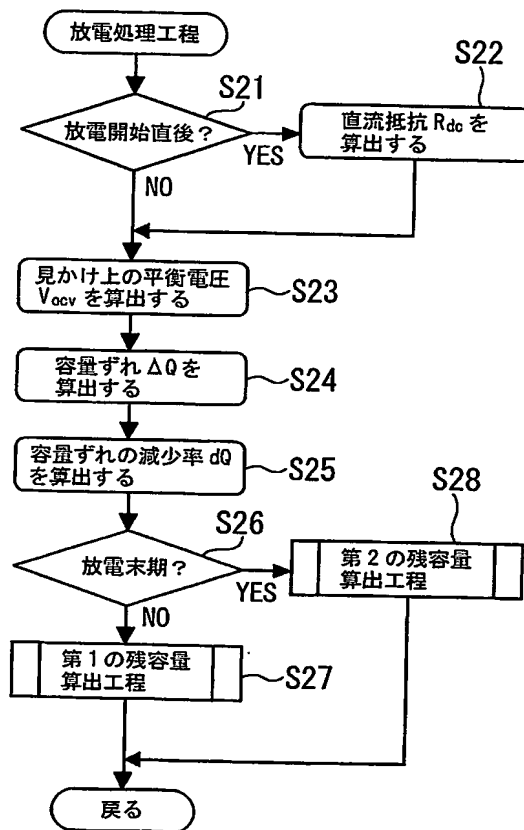 放電処理工程
S21
放電開始直後？
YES
NO
S22
直流抵抗 Rdc を
算出する
見かけ上の平衡電圧
Vocv を算出する
S23
容量ずれ ΔQ を
算出する
S24
容量ずれの減少率 dQ
を算出する
S25
S26
放電末期？
YES
NO
S28
第2の残容量
算出工程
第1の残容量
算出工程
S27
戻る